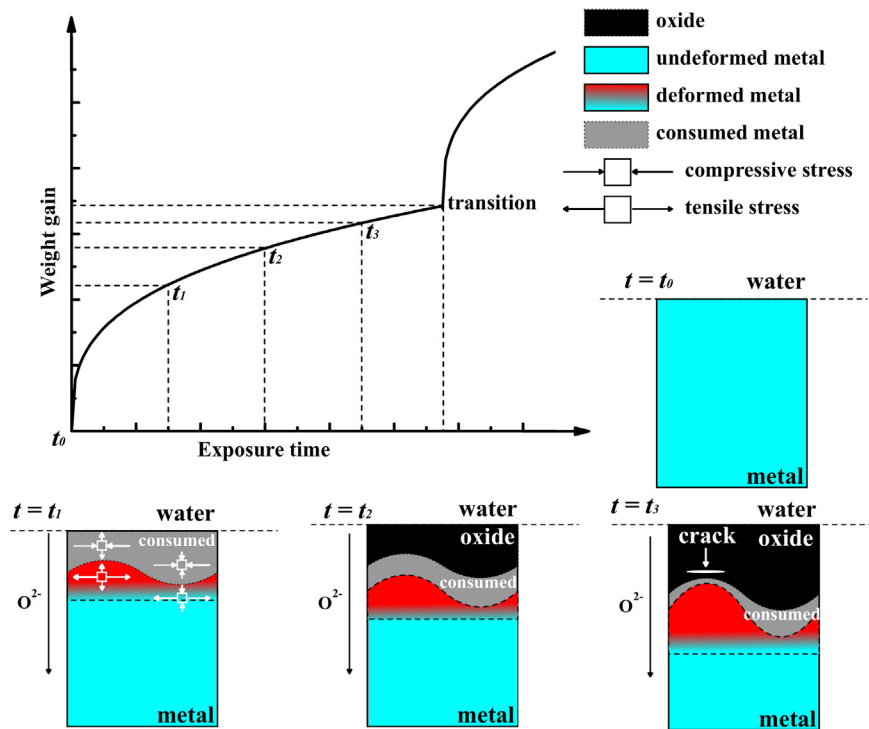 oxide
undeformed metal
deformed metal
consumed metal
compressive stress
tensile stress
Weight gain
transition
t3
t2
t1
t0
Exposure time
t = t0
water
metal
t = t1
water
consumed
O2-
metal
t = t2
water
oxide
consumed
O2-
metal
t = t3
water
crack
oxide
consumed
O2-
metal